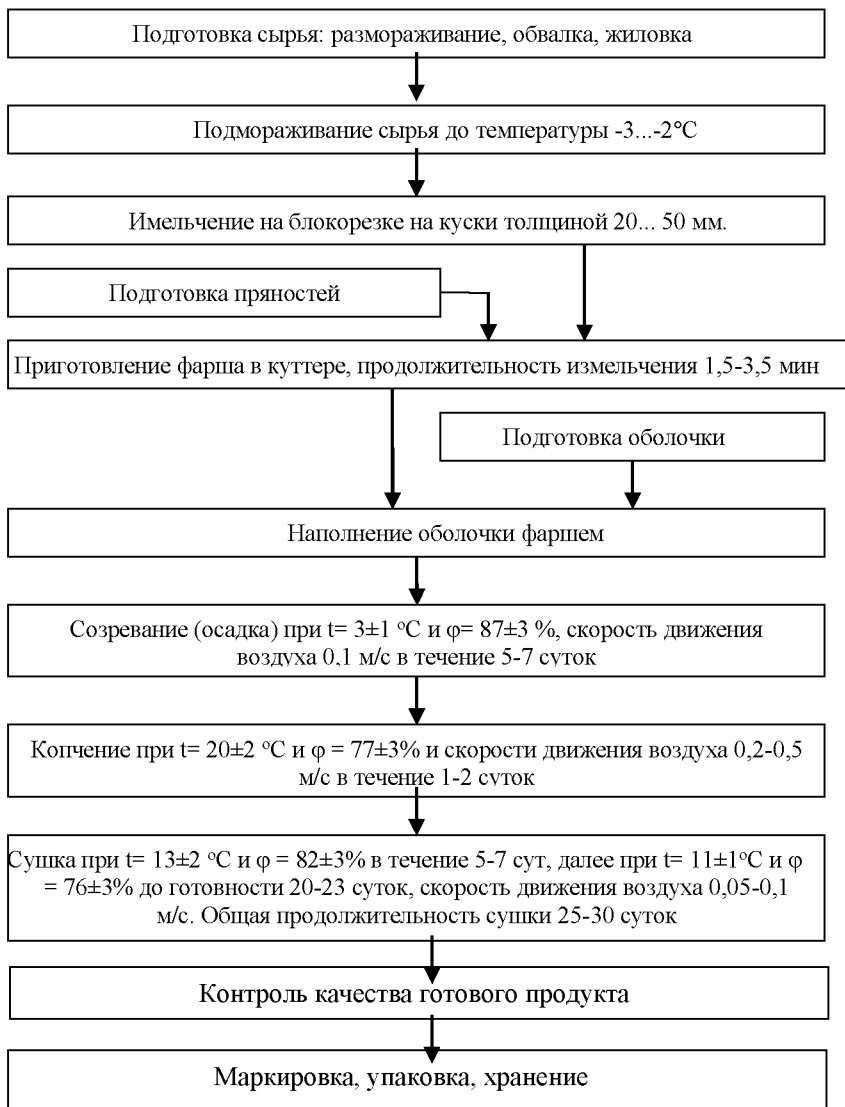 Подготовка сырья: размораживание, обвалка, жиловка
Подмораживание сырья до температуры -3...-2°С
Имельчение на блокорезке на куски толщиной 20... 50 мм.
Подготовка пряностей
Приготовление фарша в куттере, продолжительность измельчения 1,5-3,5 мин
Подготовка оболочки
Наполнение оболочки фаршем
Созревание (осадка) при t= 3±1 °С и φ= 87±3 %, скорость движения
воздуха 0,1 м/с в течение 5-7 суток
Копчение при t= 20±2 °С и φ = 77±3% и скорости движения воздуха 0,2-0,5
м/с в течение 1-2 суток
Сушка при t= 13±2 °С и φ = 82±3% в течение 5-7 сут, далее при t= 11±1°С и φ
= 76±3% до готовности 20-23 суток, скорость движения воздуха 0,05-0,1
м/с. Общая продолжительность сушки 25-30 суток
Контроль качества готового продукта
Маркировка, упаковка, хранение